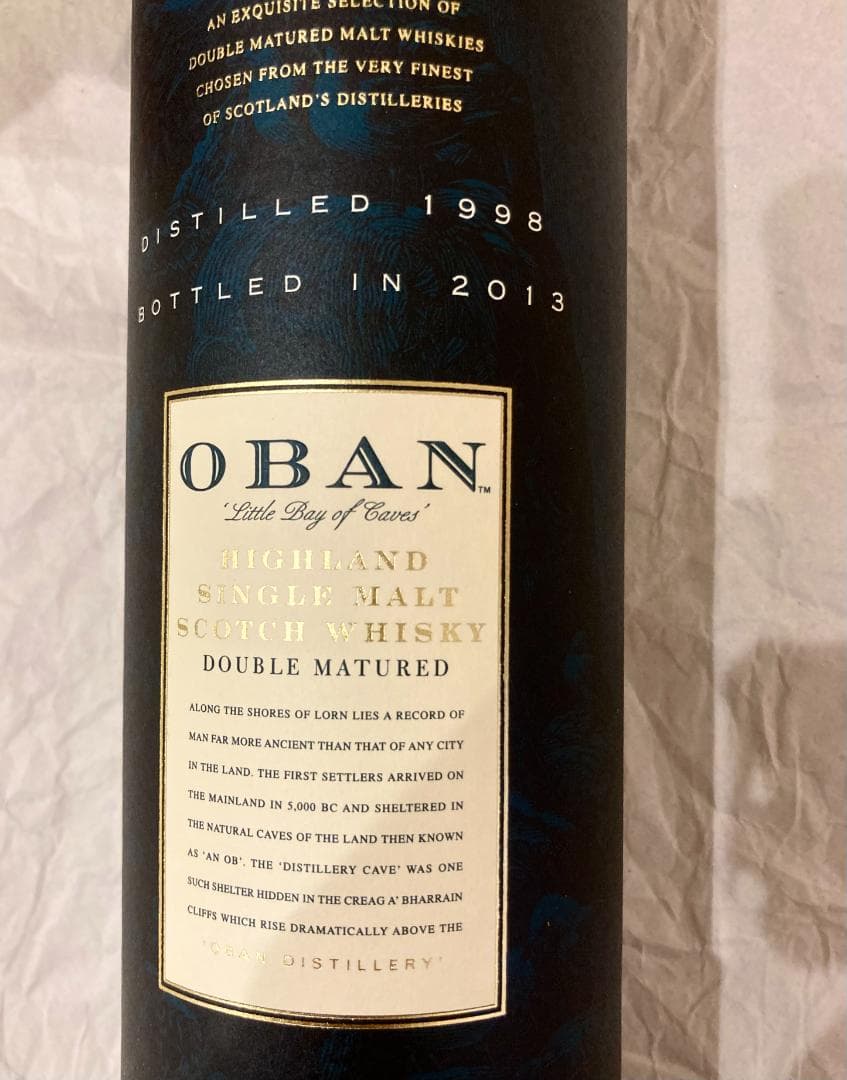 AN EXQUISITE SELECTION OF
DOUBLE MATURED MALT WHISKIES
CHOSEN FROM THE VERY FINEST
OF SCOTLAND'S DISTILLERIES
DISTILLED 1998
BOTTLED IN 2013
OBAN™
'Little Bay of Caves'
HIGHLAND
SINGLE MALT
SCOTCH WHISKY
DOUBLE MATURED
ALONG THE SHORES OF LORN LIES A RECORD OF
MAN FAR MORE ANCIENT THAN THAT OF ANY CITY
IN THE LAND. THE FIRST SETTLERS ARRIVED ON
THE MAINLAND IN 5,000 BC AND SHELTERED IN
THE NATURAL CAVES OF THE LAND THEN KNOWN
AS 'AN OB'. THE 'DISTILLERY CAVE' WAS ONE
SUCH SHELTER HIDDEN IN THE CREAG A' BHARRAIN
CLIFFS WHICH RISE DRAMATICALLY ABOVE THE
'OBAN DISTILLERY'